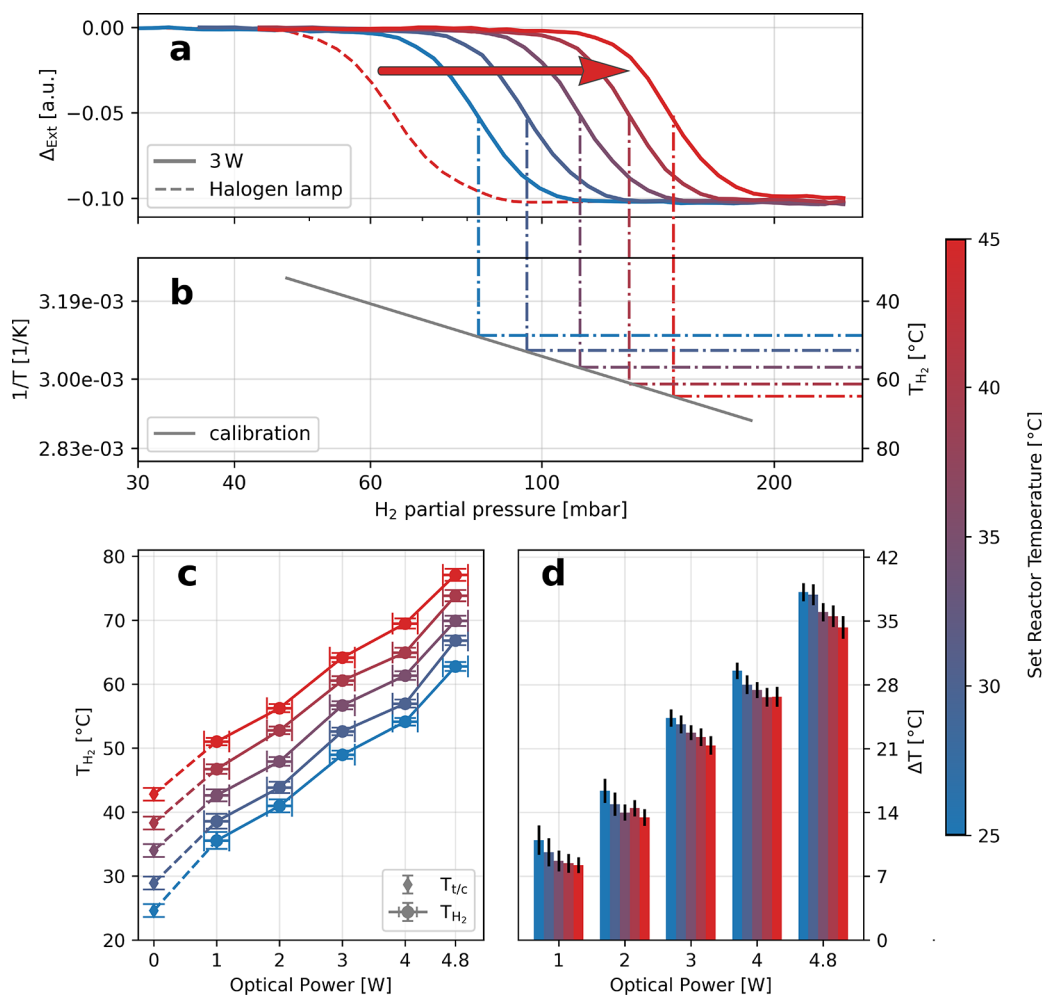 a
0.00
−0.05
−0.10
Δ_Ext [a.u.]
3 W
Halogen lamp
b
3.19e−03
3.00e−03
2.83e−03
1/T [1/K]
40
60
80
T_H₂ [°C]
calibration
30 40 60 100 200
H₂ partial pressure [mbar]
45
40
35
30
25
Set Reactor Temperature [°C]
c
80
70
60
50
40
30
20
T_H₂ [°C]
T_t/c
T_H₂
0 1 2 3 4 4.8
Optical Power [W]
d
42
35
28
21
14
7
0
ΔT [°C]
1 2 3 4 4.8
Optical Power [W]